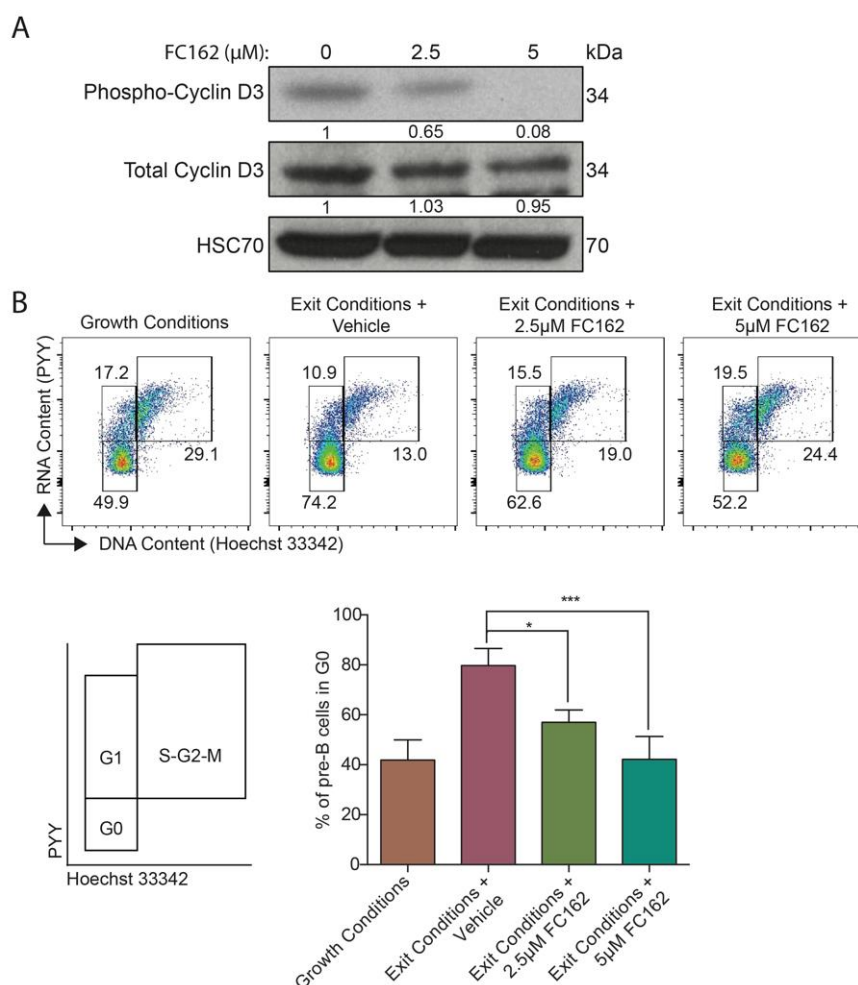 A
FC162 (µM): 0 2.5 5 kDa
Phospho-Cyclin D3 34
1 0.65 0.08
Total Cyclin D3 34
1 1.03 0.95
HSC70 70
B
Growth Conditions
Exit Conditions +
Vehicle
Exit Conditions +
2.5µM FC162
Exit Conditions +
5µM FC162
RNA Content (PYY)
17.2
29.1
49.9
10.9
13.0
74.2
15.5
19.0
62.6
19.5
24.4
52.2
DNA Content (Hoechst 33342)
G1
S-G2-M
G0
PYY
Hoechst 33342
% of pre-B cells in G0
100
80
60
40
20
0
***
*
Growth Conditions
Exit Conditions +
Vehicle
Exit Conditions +
2.5µM FC162
Exit Conditions +
5µM FC162